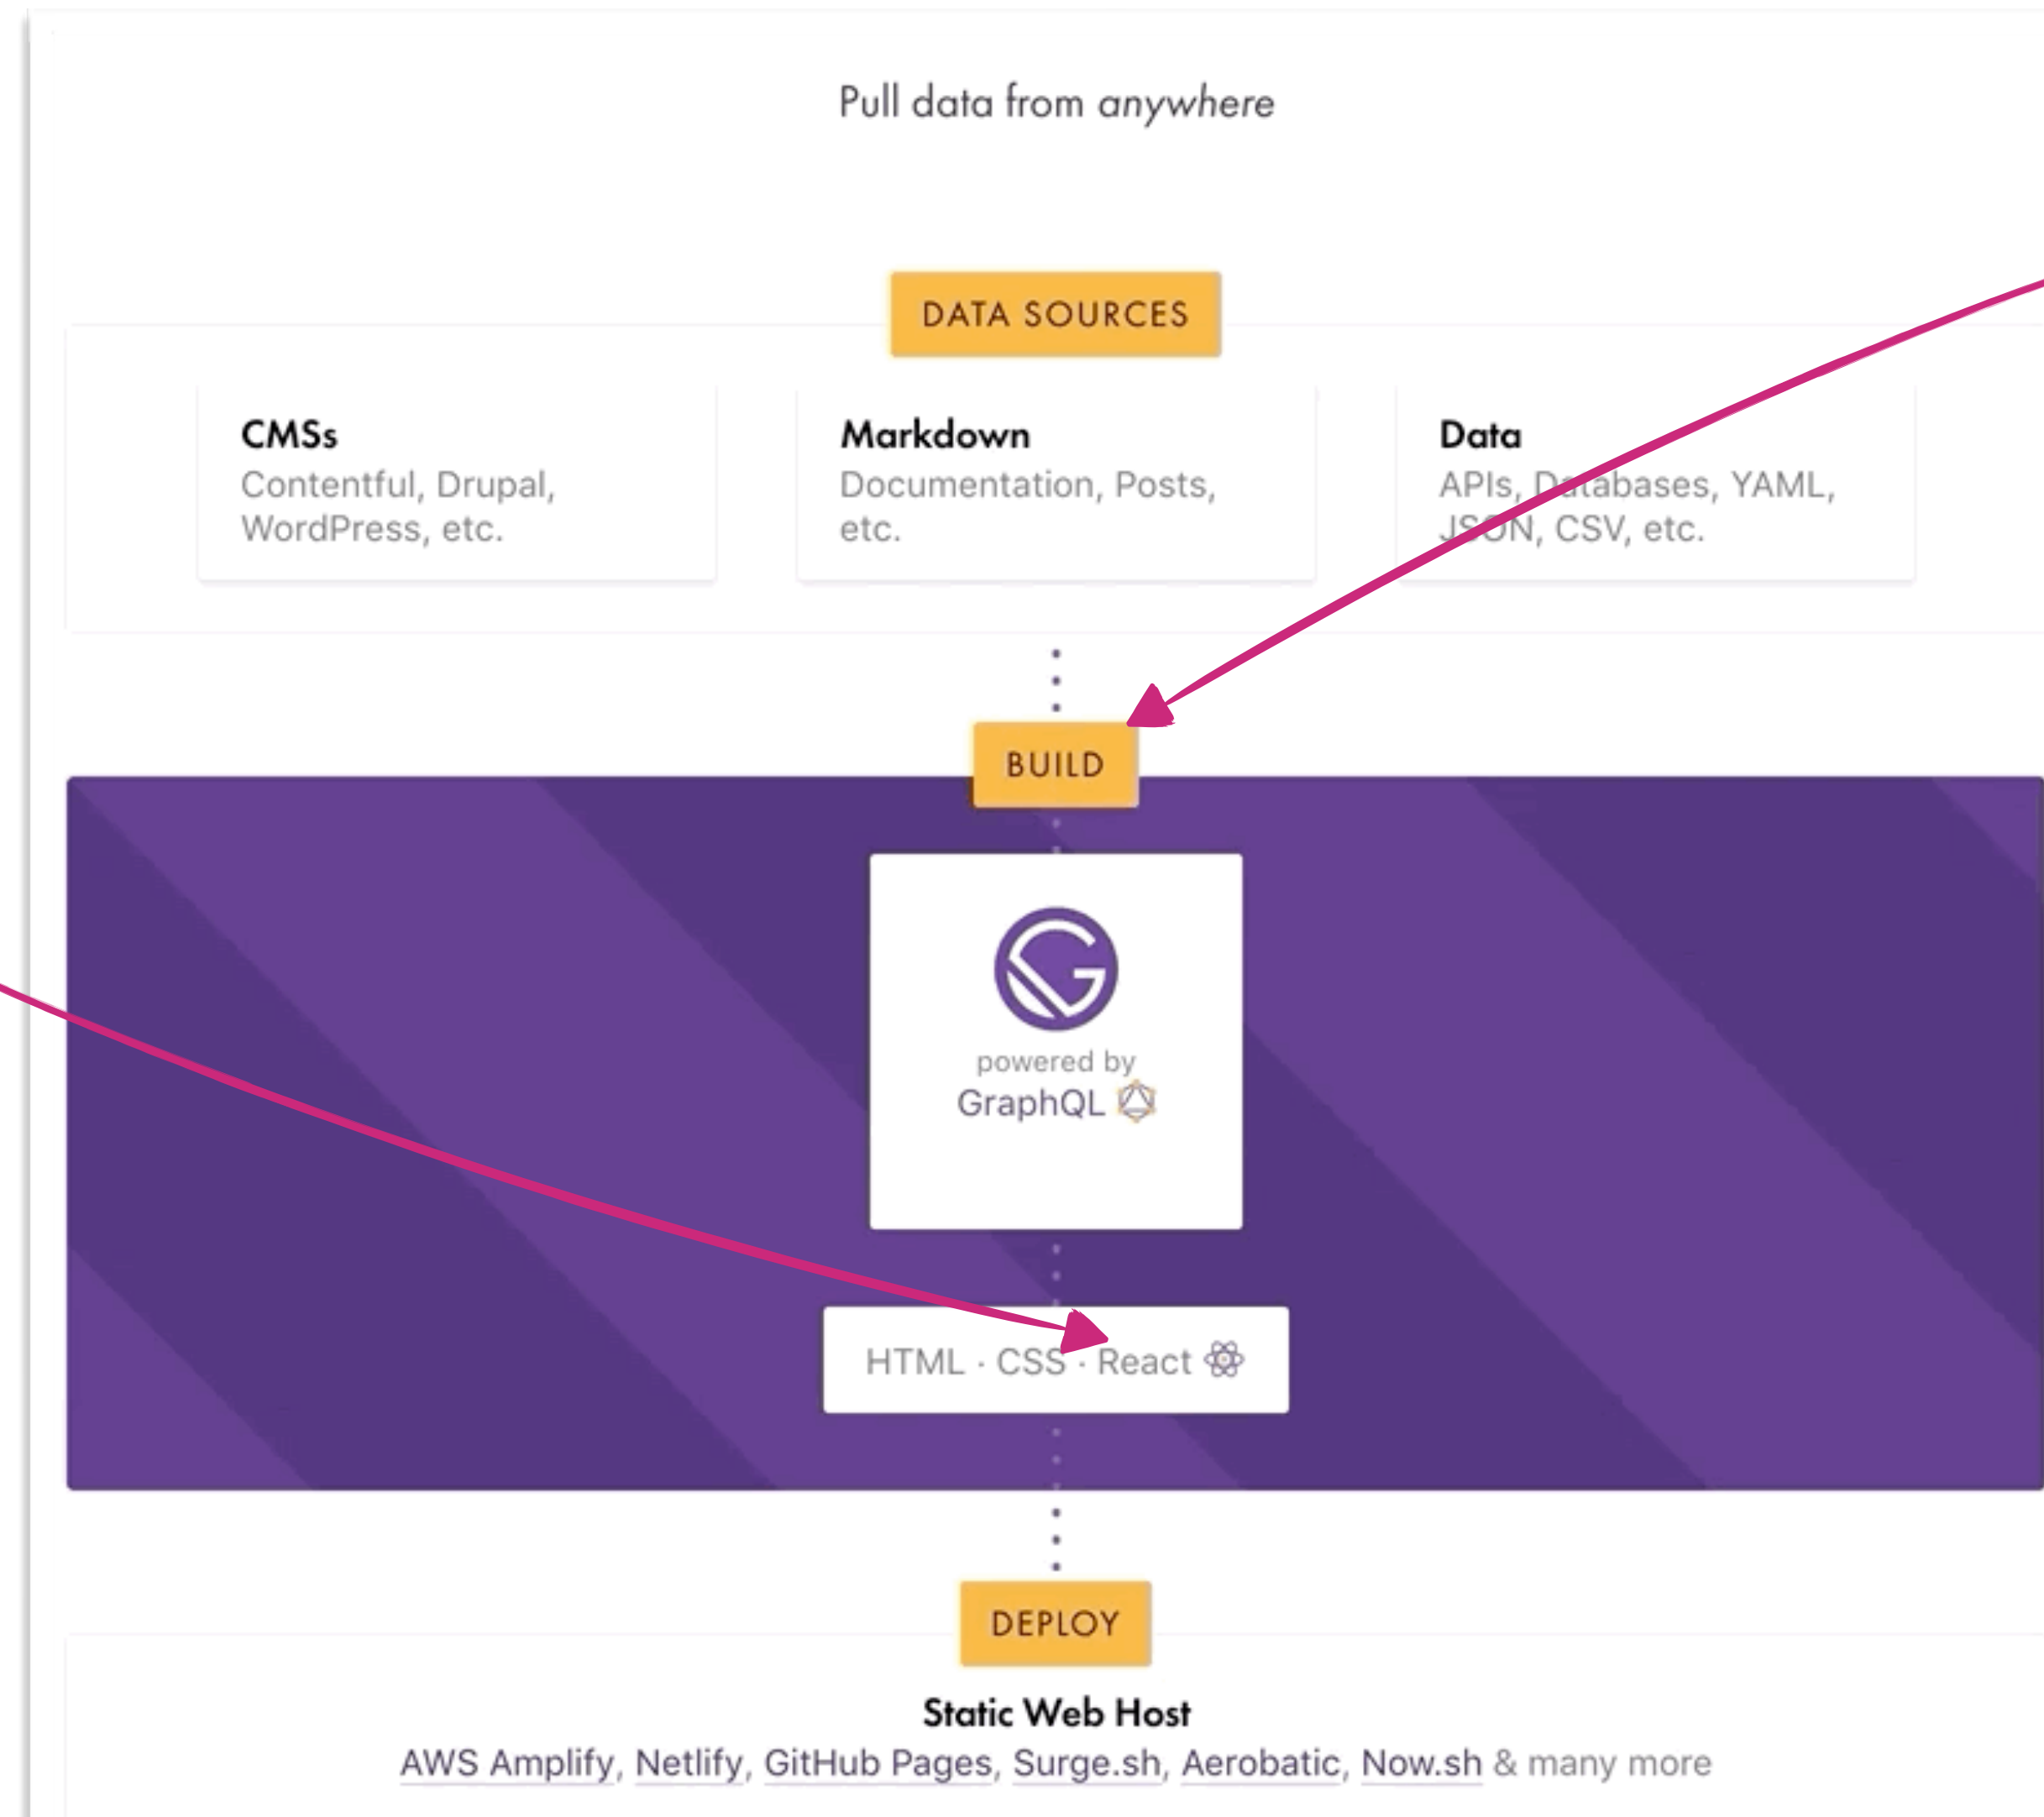 Pull data from anywhere
DATA SOURCES
CMSs
Contentful, Drupal,
WordPress, etc.
Markdown
Documentation, Posts,
etc.
Data
APIs, Databases, YAML,
JSON, CSV, etc.
BUILD
powered by
GraphQL
HTML · CSS · React
DEPLOY
Static Web Host
AWS Amplify, Netlify, GitHub Pages, Surge.sh, Aerobatic, Now.sh & many more